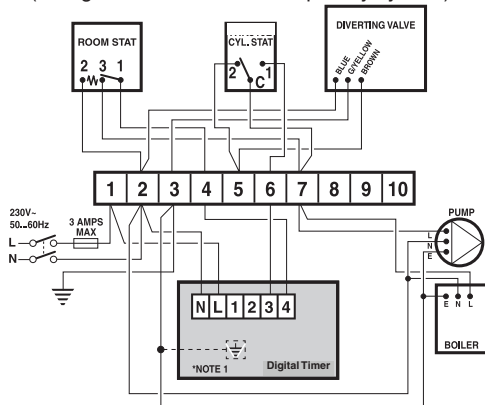 ROOM STAT
2 3 1
CYL. STAT
2 1
C
DIVERTING VALVE
BLUE
G/YELLOW
BROWN
1 2 3 4 5 6 7 8 9 10
230V~
50...60Hz
L
N
3 AMPS
MAX
PUMP
L
N
E
E N L
BOILER
N L 1 2 3 4
*NOTE 1
Digital Timer